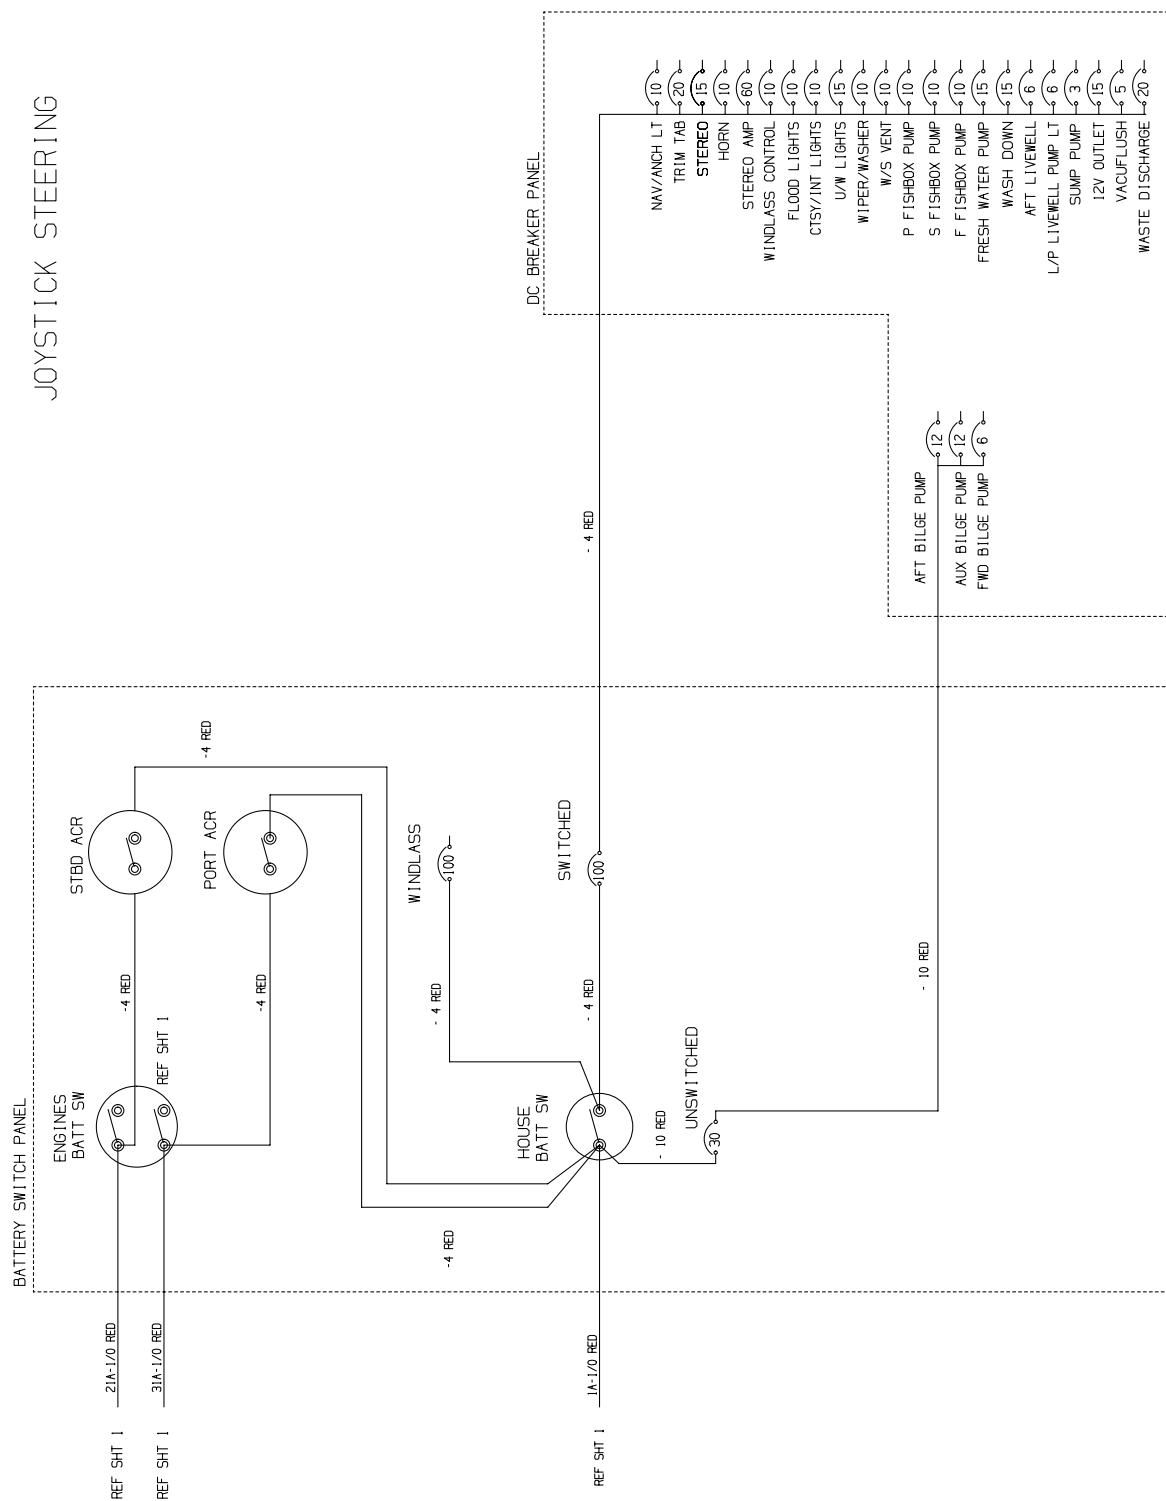 JOYSTICK STEERING
BATTERY SWITCH PANEL
REF SHT 1
21A-1/0 RED
REF SHT 1
31A-1/0 RED
ENGINES
BATT SW
REF SHT 1
-4 RED
STBD ACR
-4 RED
-4 RED
PORT ACR
-4 RED
WINDLASS
100
- 4 RED
REF SHT 1
1A-1/0 RED
HOUSE
BATT SW
- 4 RED
SWITCHED
100
- 4 RED
- 10 RED
UNSWITCHED
30
- 10 RED
DC BREAKER PANEL
NAV/ANCH LT 10
TRIM TAB 20
STEREO 15
HORN 10
STEREO AMP 60
WINDLASS CONTROL 10
FLOOD LIGHTS 10
CTSY/INT LIGHTS 10
U/W LIGHTS 15
WIPER/WASHER 10
W/S VENT 10
P FISHBOX PUMP 10
S FISHBOX PUMP 10
F FISHBOX PUMP 10
FRESH WATER PUMP 15
WASH DOWN 15
AFT LIVEWELL 6
L/P LIVEWELL PUMP LT 6
SUMP PUMP 3
12V OUTLET 15
VACUFLUSH 5
WASTE DISCHARGE 20
AFT BILGE PUMP 12
AUX BILGE PUMP 12
FWD BILGE PUMP 6